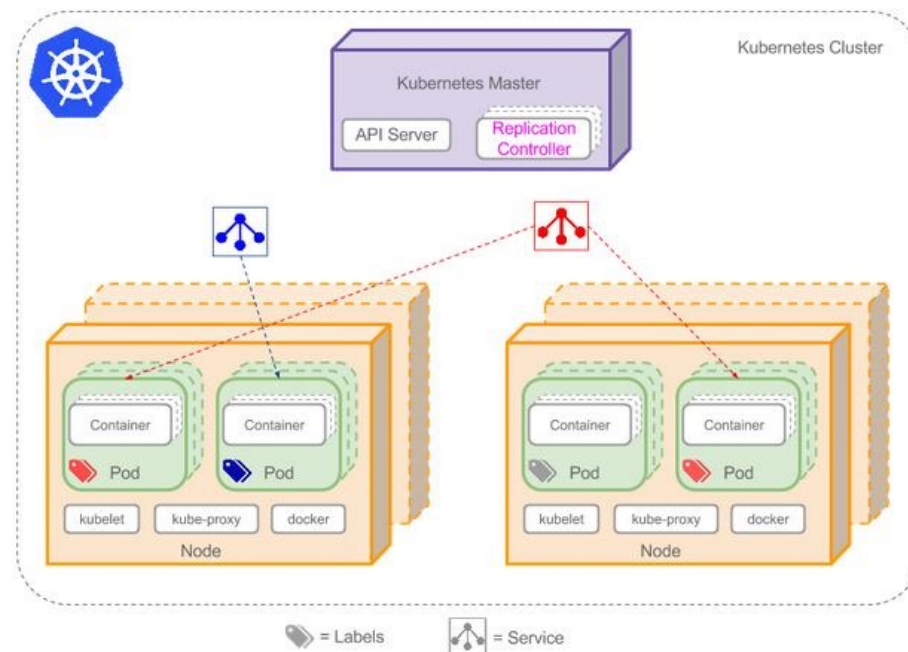 Kubernetes Cluster
Kubernetes Master
API Server
Replication
Controller
Container
Pod
Container
Pod
kubelet
kube-proxy
docker
Node
Container
Pod
Container
Pod
kubelet
kube-proxy
docker
Node
= Labels
= Service